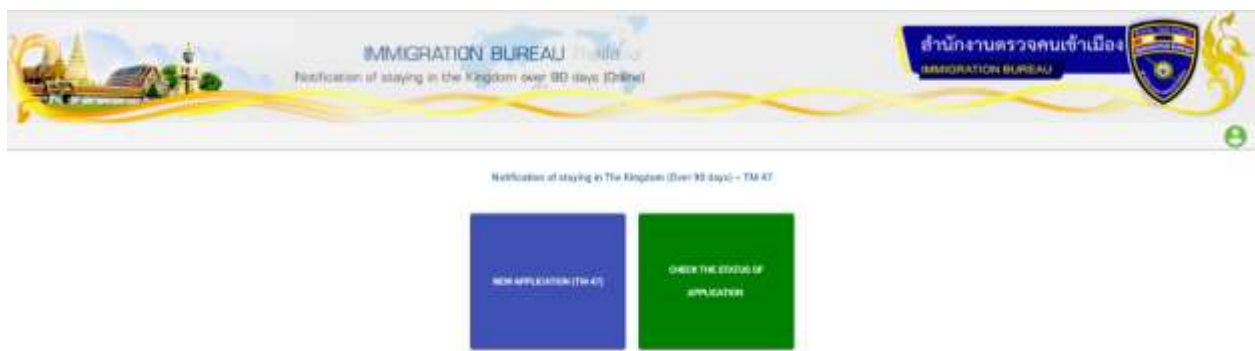 IMMIGRATION BUREAU
Notification of staying in the Kingdom over 90 days (Online)
สำนักงานตรวจคนเข้าเมือง
IMMIGRATION BUREAU
Notification of staying in The Kingdom (Over 90 days) – TM 47
NEW APPLICATION (TM 47)
CHECK THE STATUS OF
APPLICATION